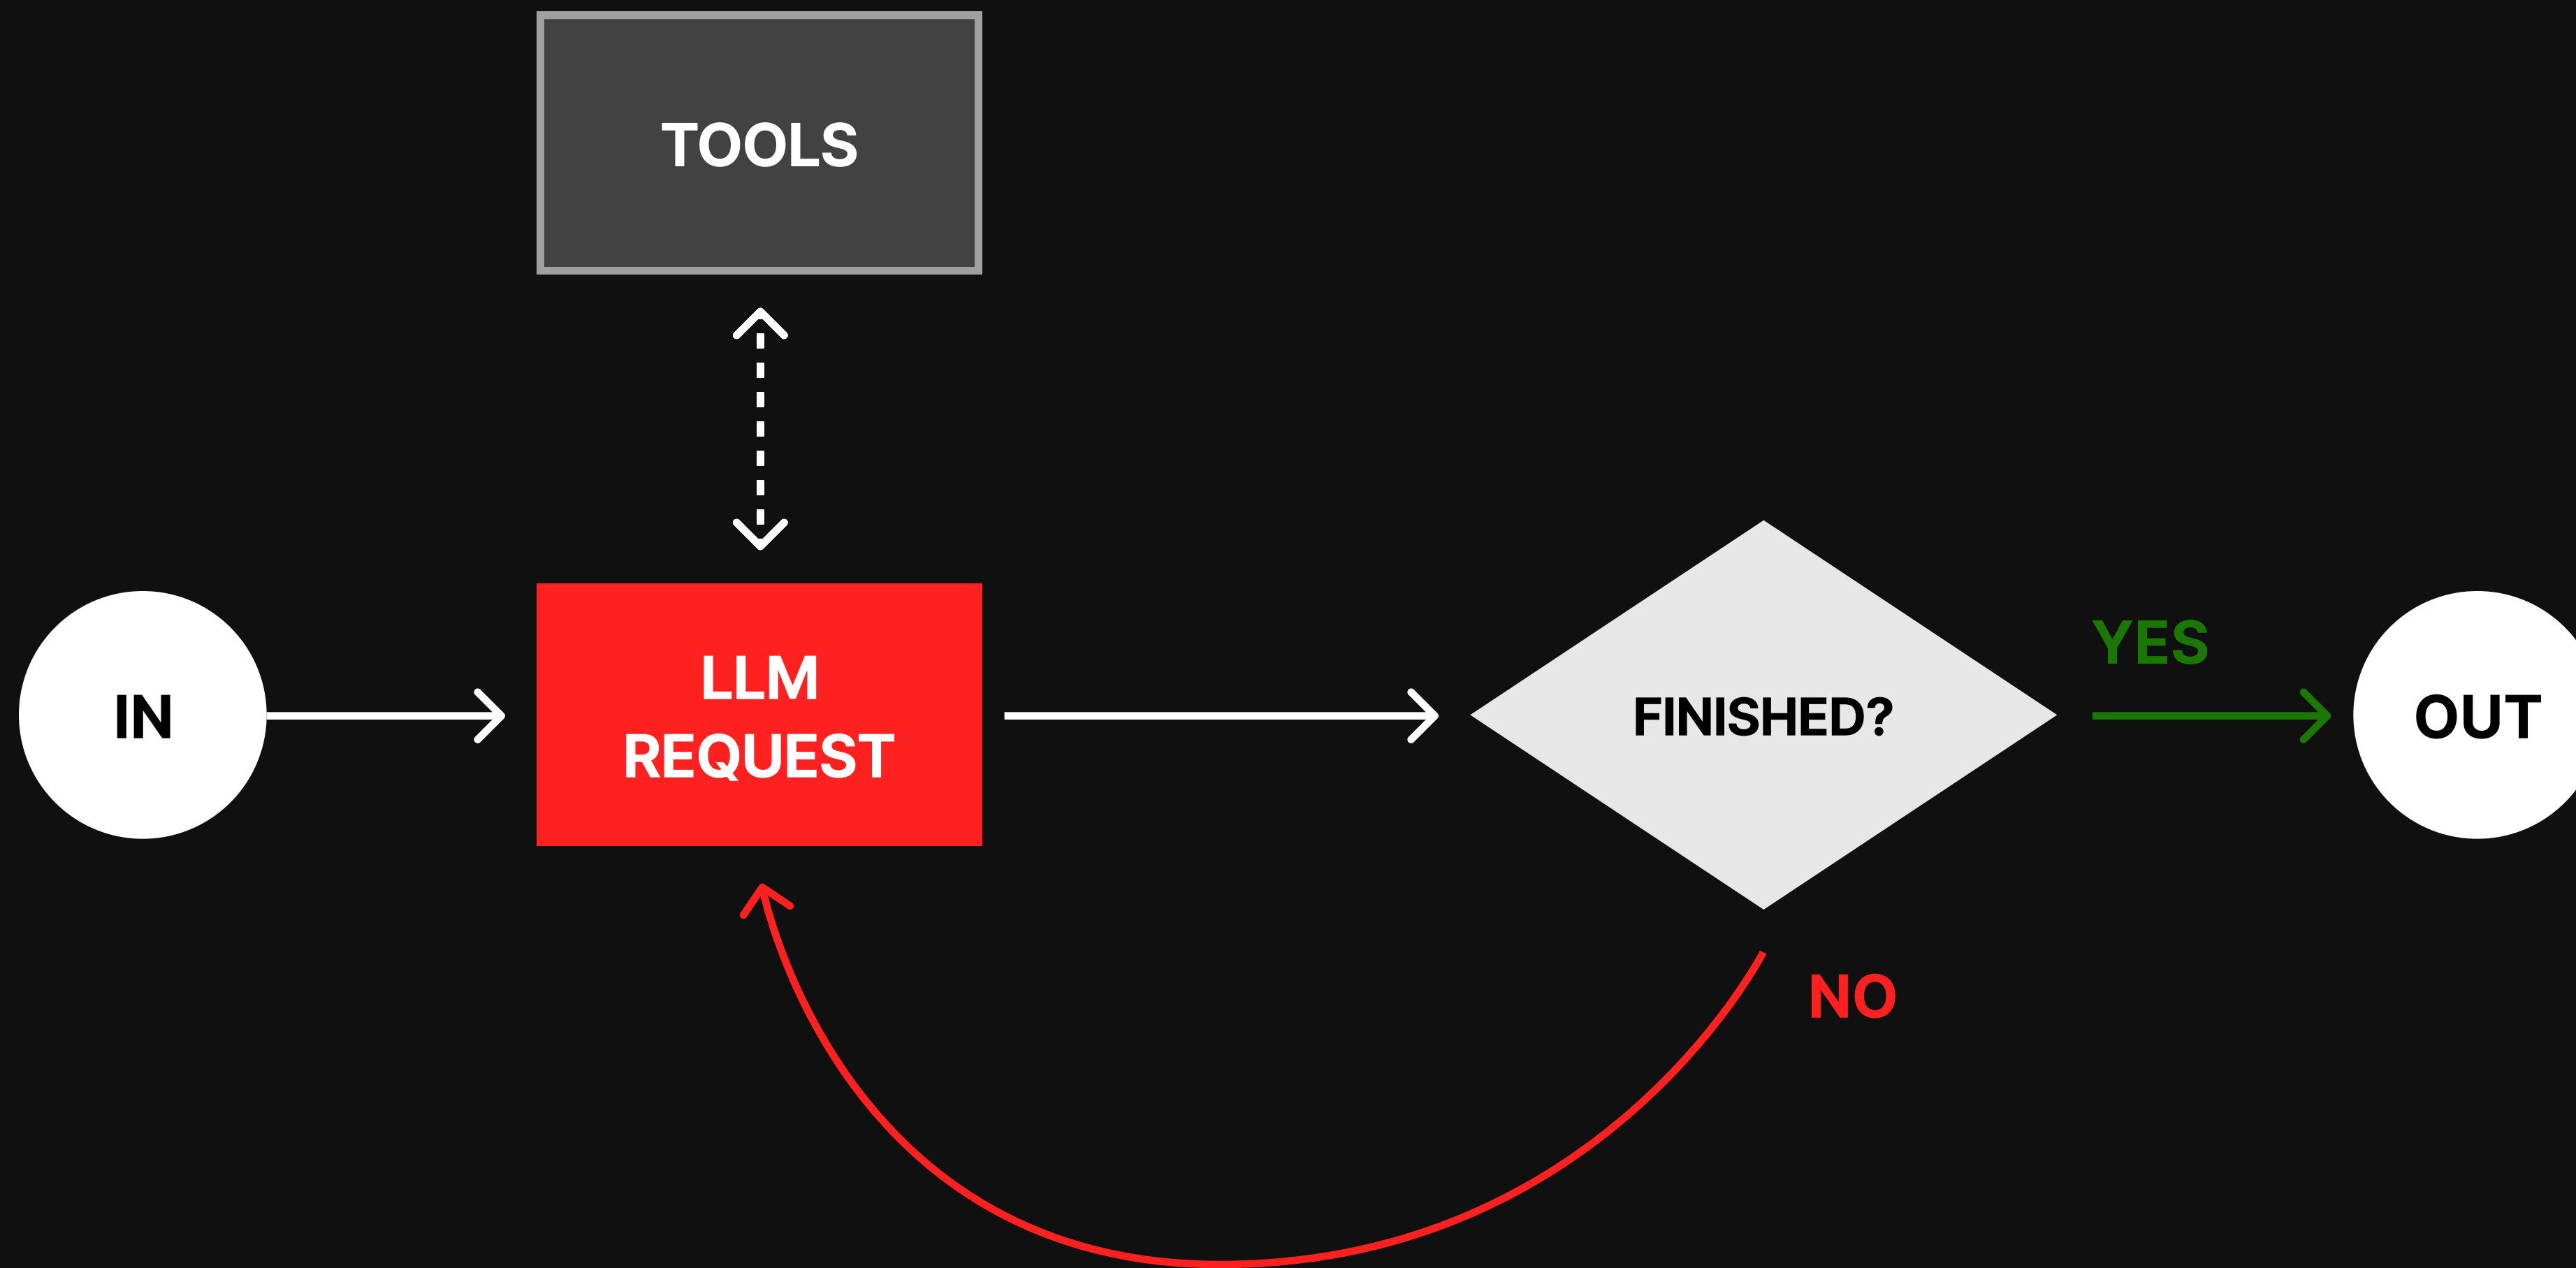 TOOLS
IN
LLM
REQUEST
FINISHED?
YES
OUT
NO